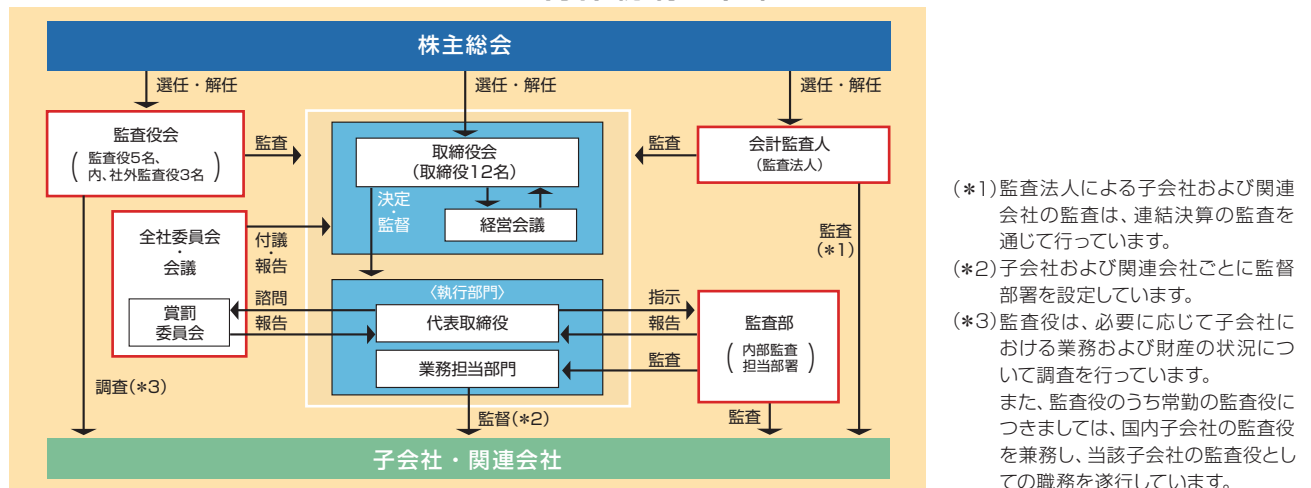 株主総会
選任・解任
選任・解任
選任・解任
監査役会
監査役5名、
内、社外監査役3名
監査
取締役会
(取締役12名)
監査
会計監査人
(監査法人)
決定
・
監督
経営会議
全社委員会
・
会議
付議
・
報告
監査
(*1)
賞罰
委員会
諮問
報告
〈執行部門〉
代表取締役
業務担当部門
指示
報告
監査
監査部
内部監査
担当部署
調査(*3)
監督(*2)
監査
子会社・関連会社
(*1)監査法人による子会社および関連
会社の監査は、連結決算の監査を
通じて行っています。
(*2)子会社および関連会社ごとに監督
部署を設定しています。
(*3)監査役は、必要に応じて子会社に
おける業務および財産の状況につ
いて調査を行っています。
また、監査役のうち常勤の監査役に
つきましては、国内子会社の監査役
を兼務し、当該子会社の監査役とし
ての職務を遂行しています。